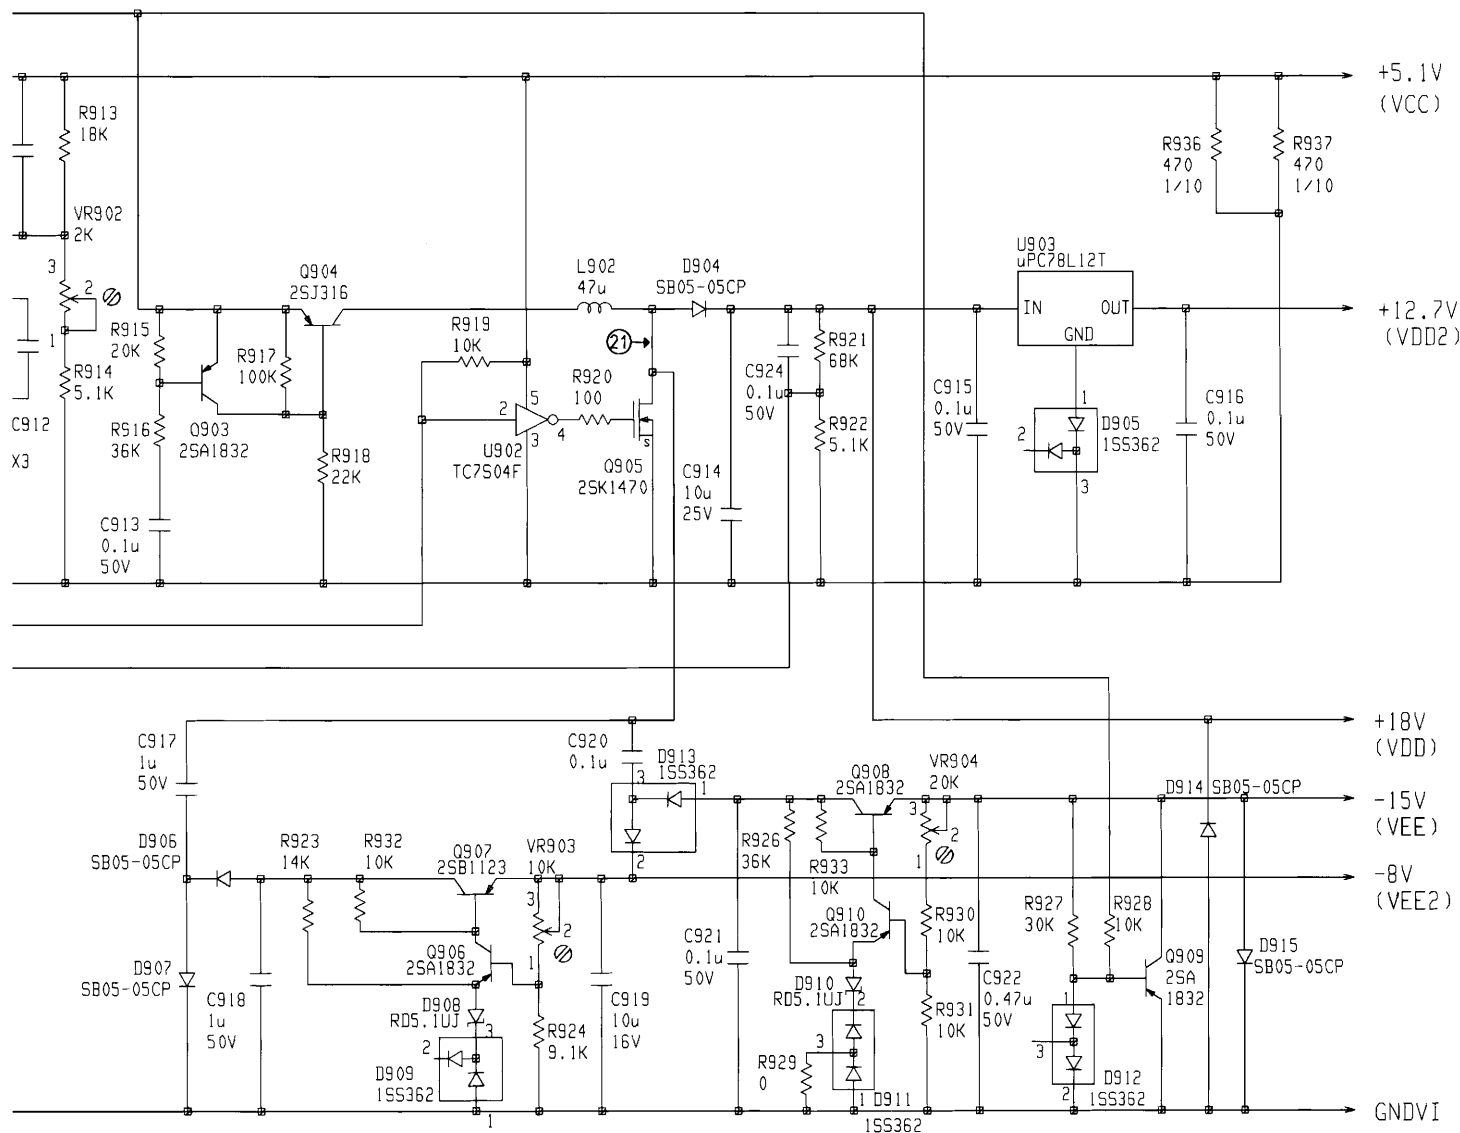 +5.1V
(VCC)
R913
18K
R936
470
1/10
R937
470
1/10
VR902
2K
3
2
1
U903
uPC78L12T
IN
OUT
GND
+12.7V
(VDD2)
Q904
2SJ316
L902
47u
D904
SB05-05CP
R915
20K
R917
100K
R919
10K
21
R921
68K
R914
5.1K
R920
100
C924
0.1u
50V
C915
0.1u
50V
1
D905
1SS362
2
3
C916
0.1u
50V
C912
X3
R516
36K
Q903
2SA1832
5
2
4
3
U902
TC7S04F
S
R922
5.1K
R918
22K
Q905
2SK1470
C914
10u
25V
C913
0.1u
50V
+18V
(VDD)
C917
1u
50V
C920
0.1u
D913
1SS362
3
1
2
Q908
2SA1832
VR904
20K
3
2
1
D914 SB05-05CP
-15V
(VEE)
D906
SB05-05CP
R923
14K
R932
10K
Q907
2SB1123
VR903
10K
3
2
1
R926
36K
R933
10K
-8V
(VEE2)
Q906
2SA1832
Q910
2SA1832
R930
10K
R927
30K
R928
10K
D907
SB05-05CP
C918
1u
50V
D908
RD5.1UJ
3
2
D909
1SS362
1
R924
9.1K
C919
10u
16V
C921
0.1u
50V
D910
RD5.1UJ
2
3
R929
0
1
D911
1SS362
R931
10K
C922
0.47u
50V
Q909
2SA
1832
D915
SB05-05CP
1
3
2
D912
1SS362
GNDVI